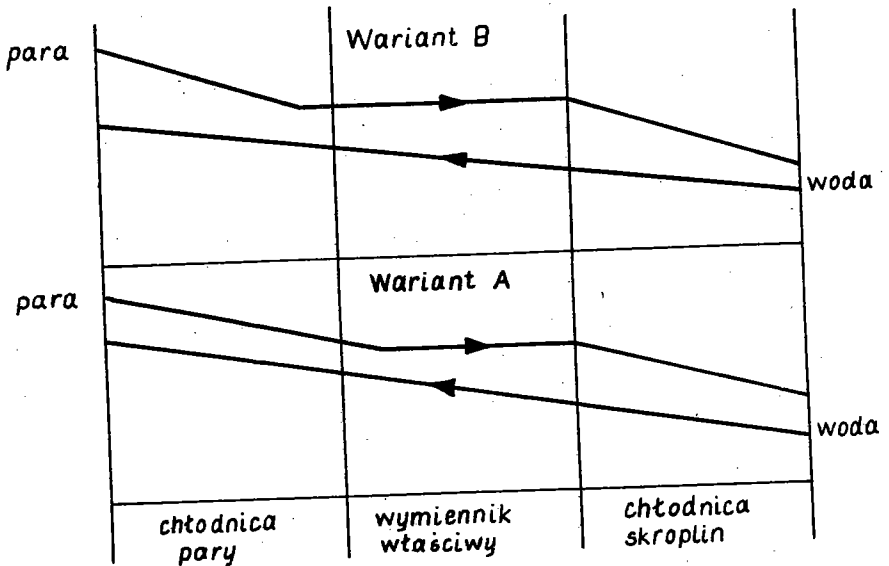 Wariant B
para
woda
Wariant A
para
woda
chłodnica
pary
wymiennik
właściwy
chłodnica
skroplin